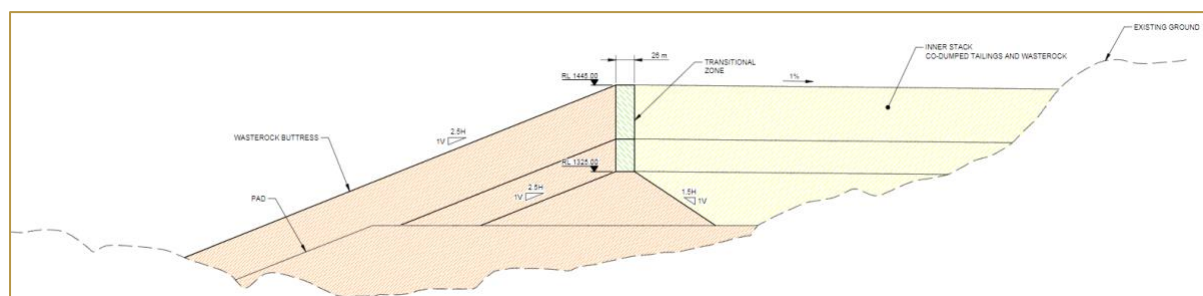 EXISTING GROUND
INNER STACK
CO-DUMPED TAILINGS AND WASTEROCK
26 m
TRANSITIONAL
ZONE
RL 1445.00
1%
2.5H
1V
WASTEROCK BUTTRESS
RL 1325.00
2.5H
1V
1.5H
1V
PAD